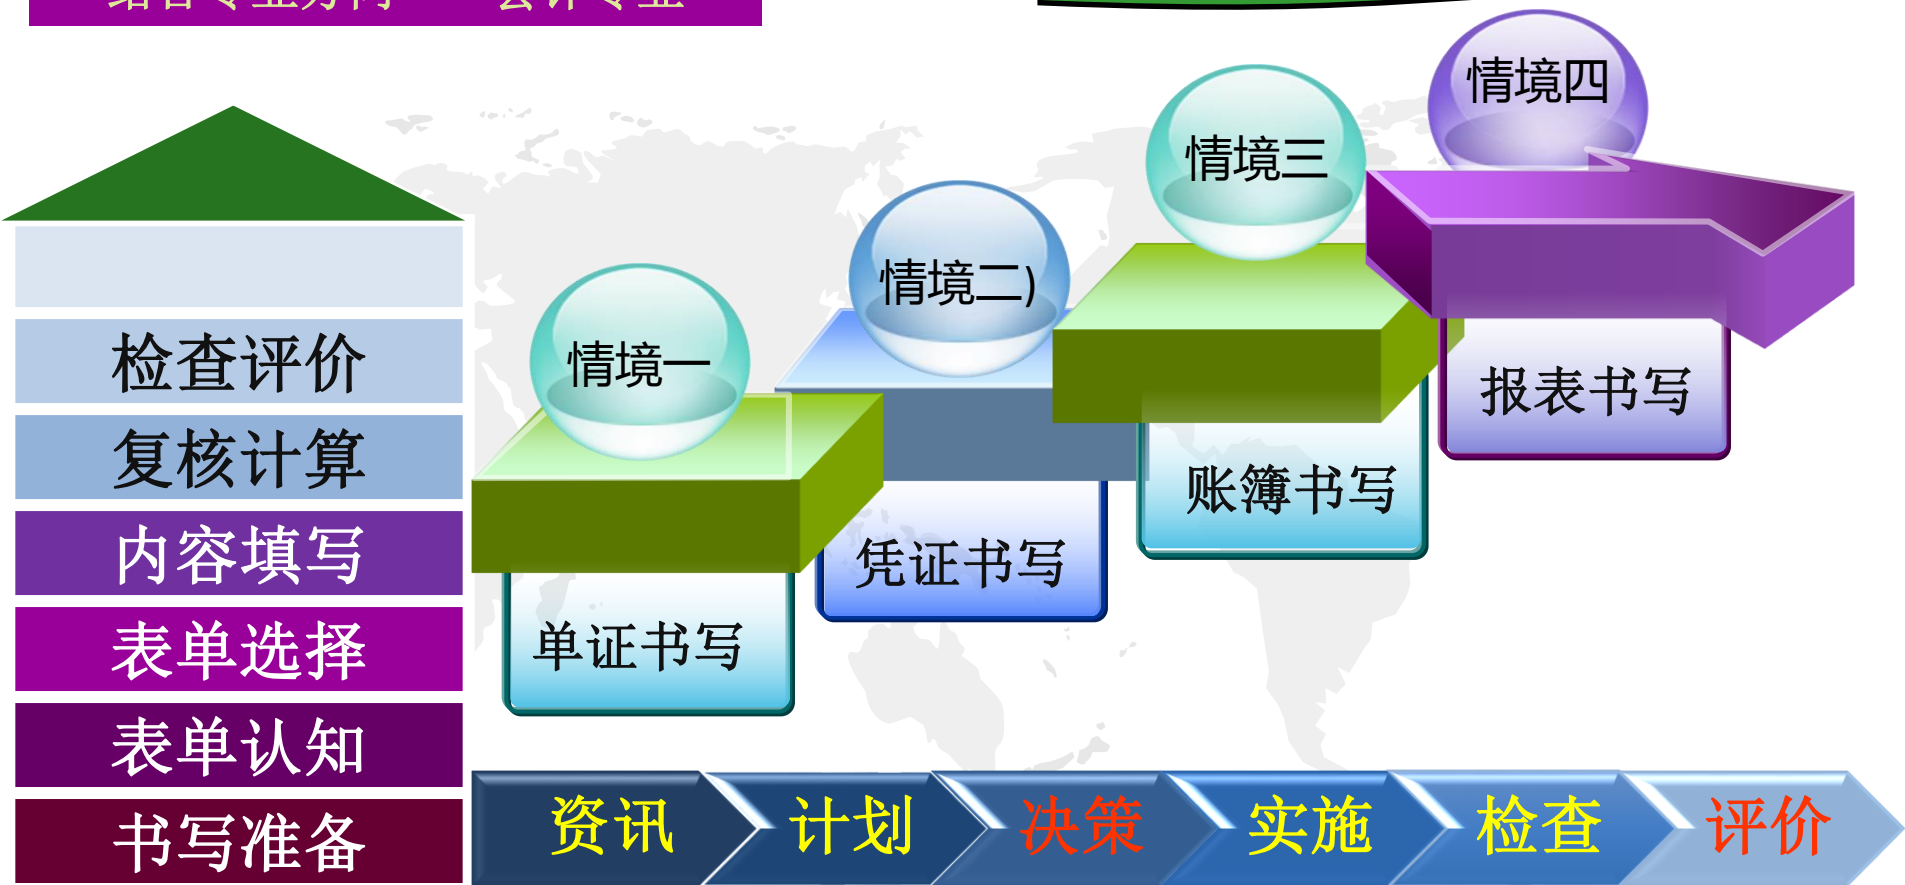 情境四
情境三
情境二)
情境一
报表书写
账簿书写
凭证书写
单证书写
检查评价
复核计算
内容填写
表单选择
表单认知
书写准备
资讯
计划
决策
实施
检查
评价